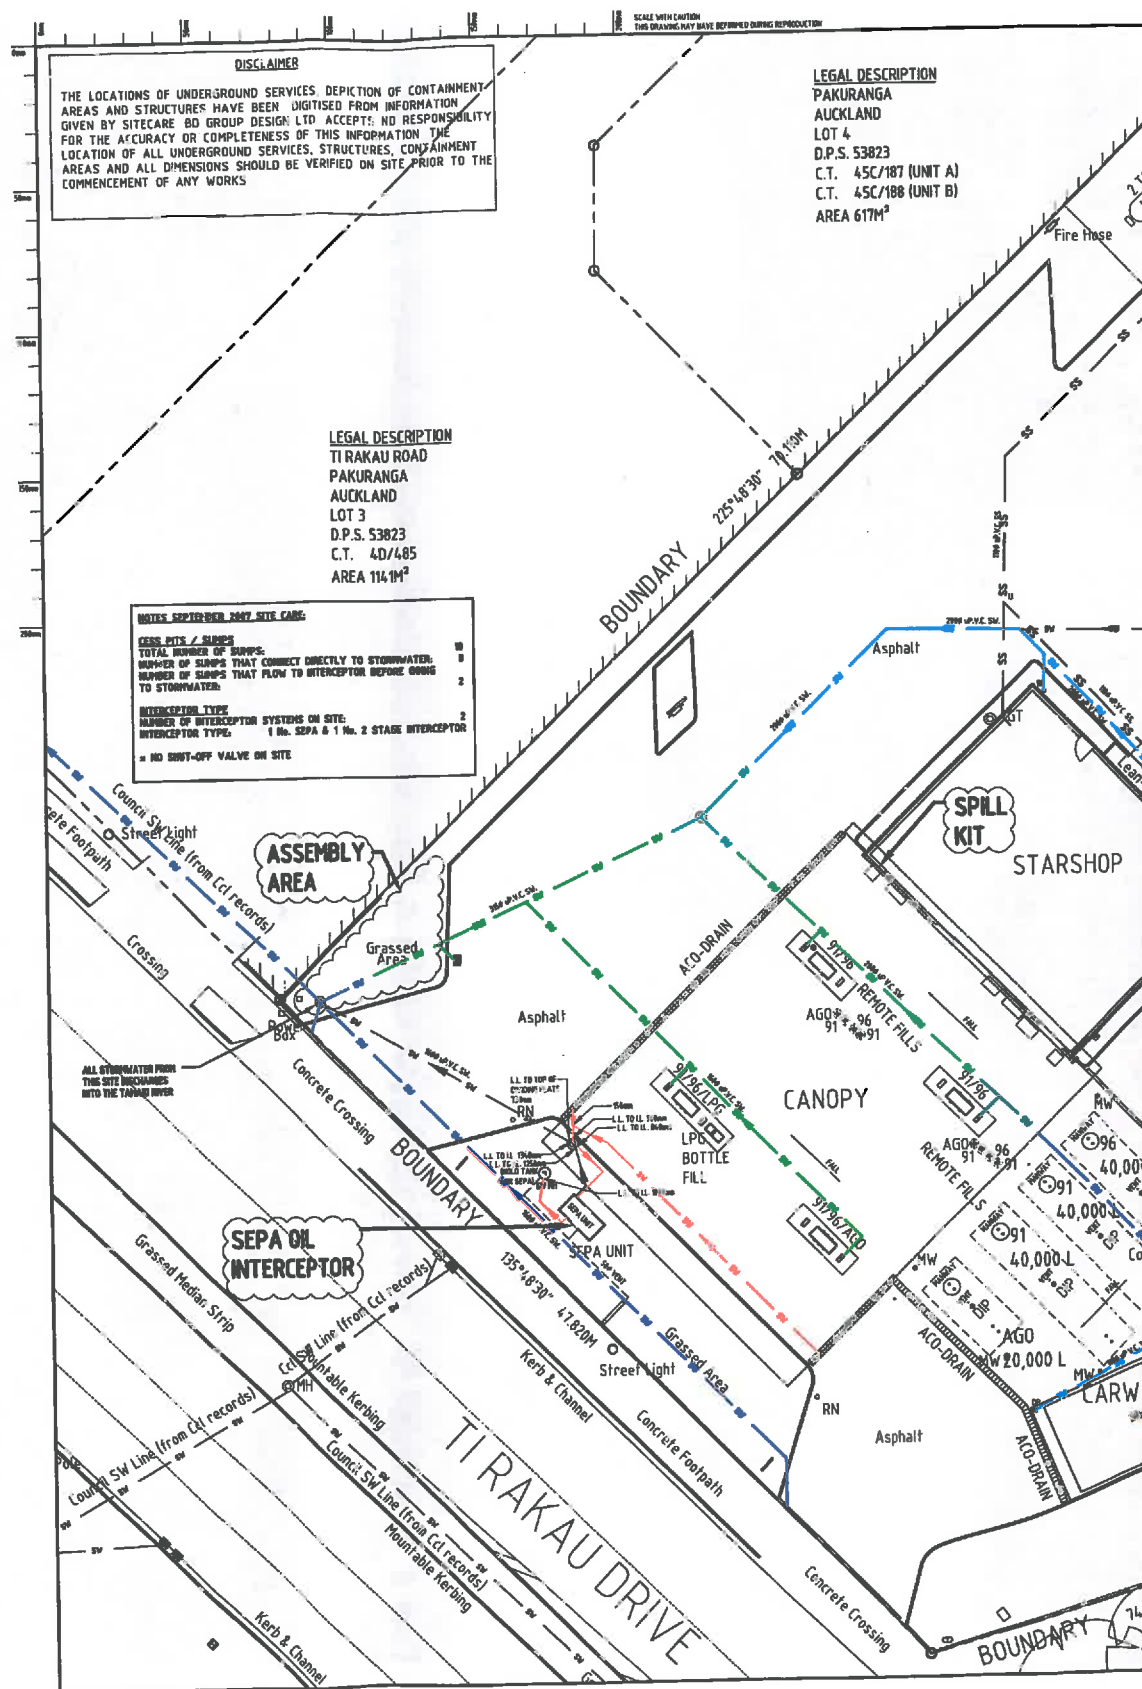 SCALE WITH CAUTION
THIS DRAWING MAY HAVE DEFORMED DURING REPRODUCTION
DISCLAIMER
THE LOCATIONS OF UNDERGROUND SERVICES, DEPICTION OF CONTAINMENT
AREAS AND STRUCTURES HAVE BEEN DIGITISED FROM INFORMATION
GIVEN BY SITECARE BD GROUP DESIGN LTD ACCEPTS NO RESPONSIBILITY
FOR THE ACCURACY OR COMPLETENESS OF THIS INFORMATION THE
LOCATION OF ALL UNDERGROUND SERVICES, STRUCTURES, CONTAINMENT
AREAS AND ALL DIMENSIONS SHOULD BE VERIFIED ON SITE PRIOR TO THE
COMMENCEMENT OF ANY WORKS
LEGAL DESCRIPTION
PAKURANGA
AUCKLAND
LOT 4
D.P.S. 53823
C.T. 45C/187 (UNIT A)
C.T. 45C/188 (UNIT B)
AREA 617M²
Fire Hose
LEGAL DESCRIPTION
TI RAKAU ROAD
PAKURANGA
AUCKLAND
LOT 3
D.P.S. 53823
C.T. 4D/485
AREA 1141M²
225°48'30"
BOUNDARY
NOTES SEPTEMBER 2007 SITE CARE:
CESS PITS / SUMPS
TOTAL NUMBER OF SUMPS: 10
NUMBER OF SUMPS THAT CONNECT DIRECTLY TO STORMWATER: 8
NUMBER OF SUMPS THAT FLOW TO INTERCEPTOR BEFORE GOING
TO STORMWATER: 2
INTERCEPTOR TYPE
NUMBER OF INTERCEPTOR SYSTEMS ON SITE: 2
INTERCEPTOR TYPE: 1 No. SEPA & 1 No. 2 STAGE INTERCEPTOR
* NO SHUT-OFF VALVE ON SITE
Asphalt
GT
SS
SS
SS
SPILL
KIT
STARSHOP
Council SW Line (from Ccl records)
Street Light
Footpath
Crossing
ASSEMBLY
AREA
Grassed
Area
ACO-DRAIN
91/96
REMOTE FILLS
AGO
96
91
91
FALL
Asphalt
Box
ALL STORMWATER FROM
THIS SITE DISCHARGES
INTO THE TAMAKI RIVER
Concrete Crossing
RN
91/96/LPG
LPG
BOTTLE
FILL
CANOPY
91/96
AGO
96
91
91
REMOTE FILLS
MW
96
91
40,000 L
91
40,000 L
AGO
20,000 L
MW
MW
DIP
DIP
FALL
BOUNDARY
SEPA UNIT
SEPA UNIT
91/96/AGO
SEPA OIL
INTERCEPTOR
135°48'30" 47.820M
Street Light
Grassed Area
ACO-DRAIN
ACO-DRAIN
CARW
RN
Asphalt
Grassed Median Strip
Ccl SW Line (from Ccl records)
Mountable Kerbing
MH
Kerb & Channel
Concrete Footpath
Council SW Line (from Ccl records)
Council SW Line (from Ccl records)
Mountable Kerbing
TI RAKAU DRIVE
Kerb & Channel
Concrete Crossing
BOUNDARY